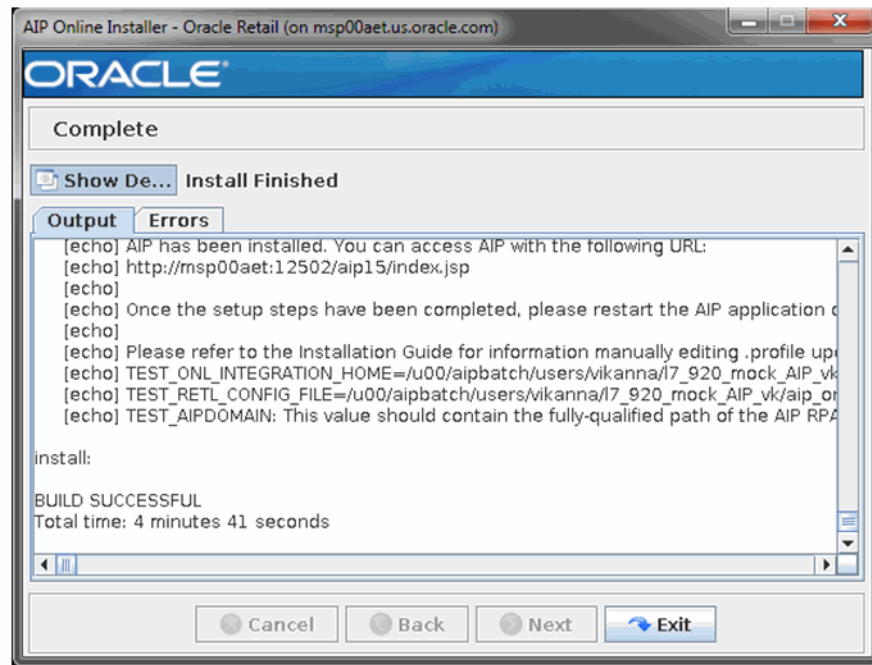 AIP Online Installer - Oracle Retail (on msp00aet.us.oracle.com)
ORACLE®
Complete
Show De... Install Finished
Output Errors
[echo] AIP has been installed. You can access AIP with the following URL:
[echo] http://msp00aet:12502/aip15/index.jsp
[echo]
[echo] Once the setup steps have been completed, please restart the AIP application
[echo]
[echo] Please refer to the Installation Guide for information manually editing .profile
[echo] TEST_ONL_INTEGRATION_HOME=/u00/aipbatch/users/vikanna/l7_920_mock_AIP_vk
[echo] TEST_RETL_CONFIG_FILE=/u00/aipbatch/users/vikanna/l7_920_mock_AIP_vk/aip_
[echo] TEST_AIPDOMAIN: This value should contain the fully-qualified path of the AIP RPA
install:
BUILD SUCCESSFUL
Total time: 4 minutes 41 seconds
Cancel Back Next Exit